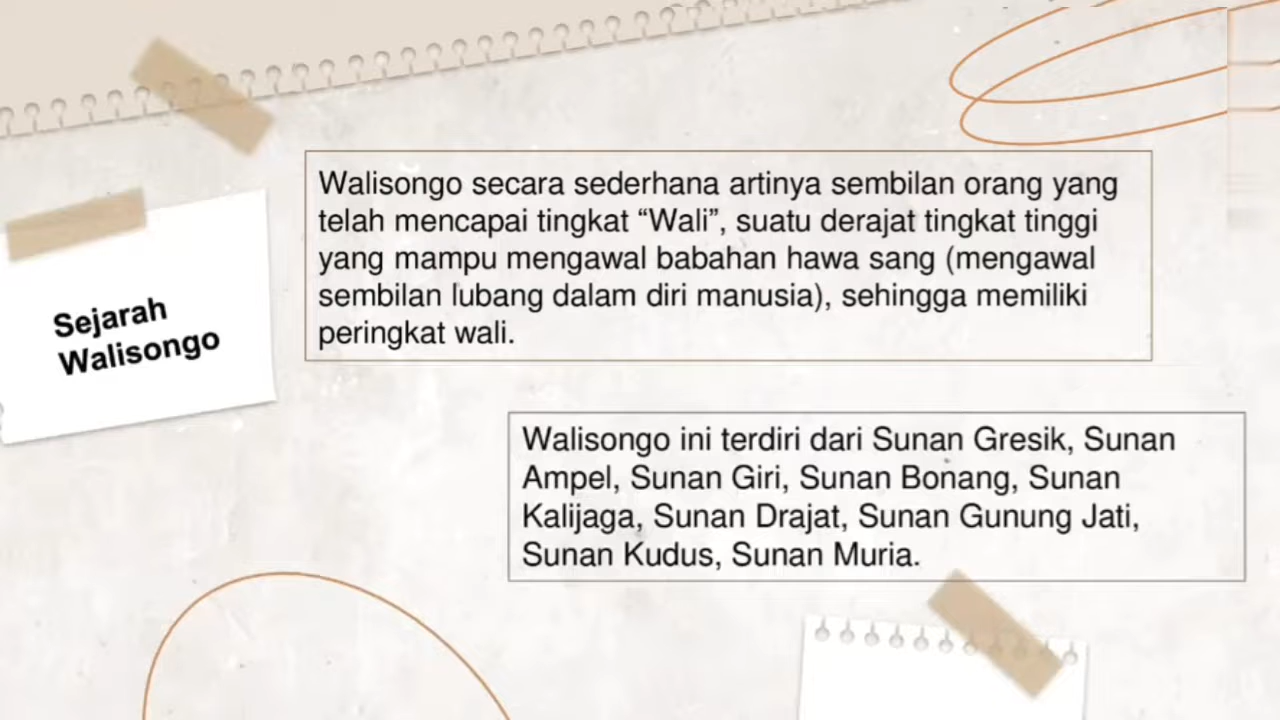 Sejarah
Walisongo
Walisongo secara sederhana artinya sembilan orang yang
telah mencapai tingkat “Wali”, suatu derajat tingkat tinggi
yang mampu mengawal babahan hawa sang (mengawal
sembilan lubang dalam diri manusia), sehingga memiliki
peringkat wali.
Walisongo ini terdiri dari Sunan Gresik, Sunan
Ampel, Sunan Giri, Sunan Bonang, Sunan
Kalijaga, Sunan Drajat, Sunan Gunung Jati,
Sunan Kudus, Sunan Muria.